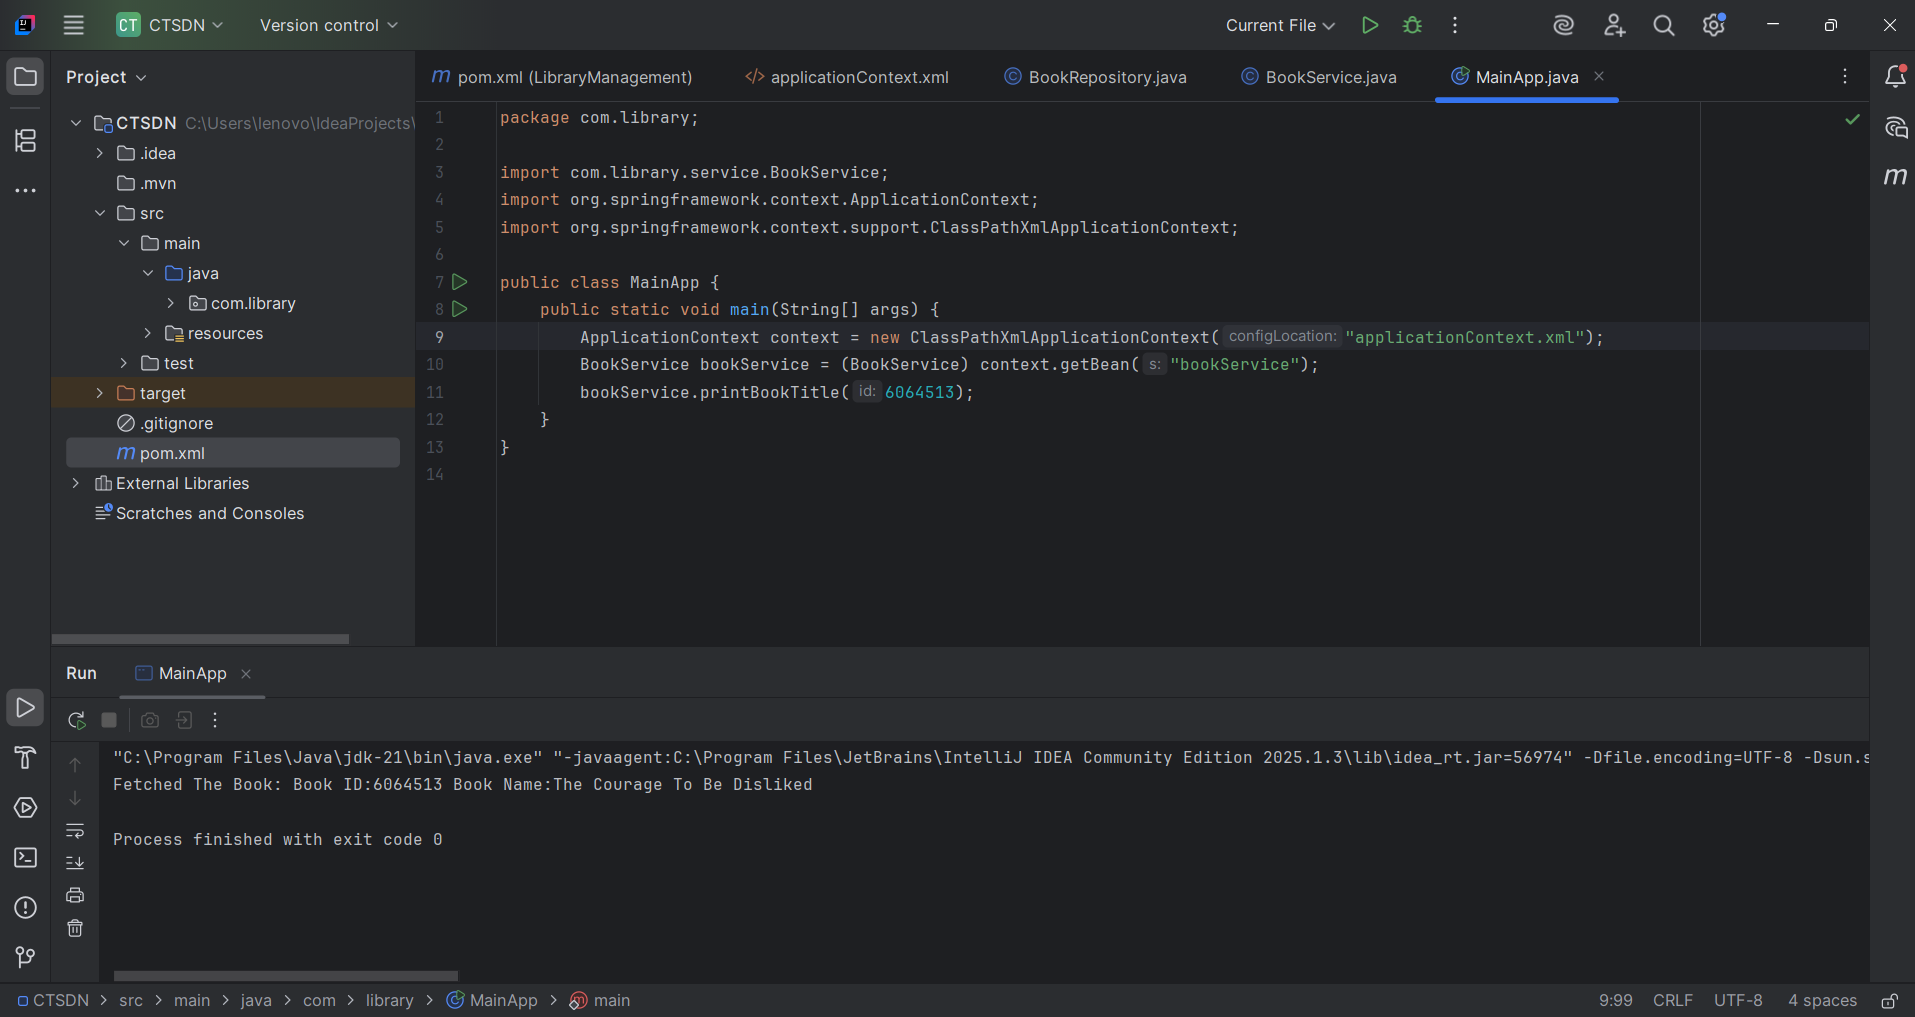 CT CTSDN Version control Current File
Project
pom.xml (LibraryManagement) applicationContext.xml BookRepository.java BookService.java MainApp.java
CTSDN C:\Users\lenovo\IdeaProjects\
.idea
.mvn
src
main
java
com.library
resources
test
target
.gitignore
pom.xml
External Libraries
Scratches and Consoles
1 package com.library;
2
3 import com.library.service.BookService;
4 import org.springframework.context.ApplicationContext;
5 import org.springframework.context.support.ClassPathXmlApplicationContext;
6
7 public class MainApp {
8 public static void main(String[] args) {
9 ApplicationContext context = new ClassPathXmlApplicationContext( configLocation: "applicationContext.xml");
10 BookService bookService = (BookService) context.getBean( s: "bookService");
11 bookService.printBookTitle( id: 6064513);
12 }
13 }
14
Run MainApp
"C:\Program Files\Java\jdk-21\bin\java.exe" "-javaagent:C:\Program Files\JetBrains\IntelliJ IDEA Community Edition 2025.1.3\lib\idea_rt.jar=56974" -Dfile.encoding=UTF-8 -Dsun.s
Fetched The Book: Book ID:6064513 Book Name:The Courage To Be Disliked
Process finished with exit code 0
CTSDN > src > main > java > com > library > MainApp > main 9:99 CRLF UTF-8 4 spaces